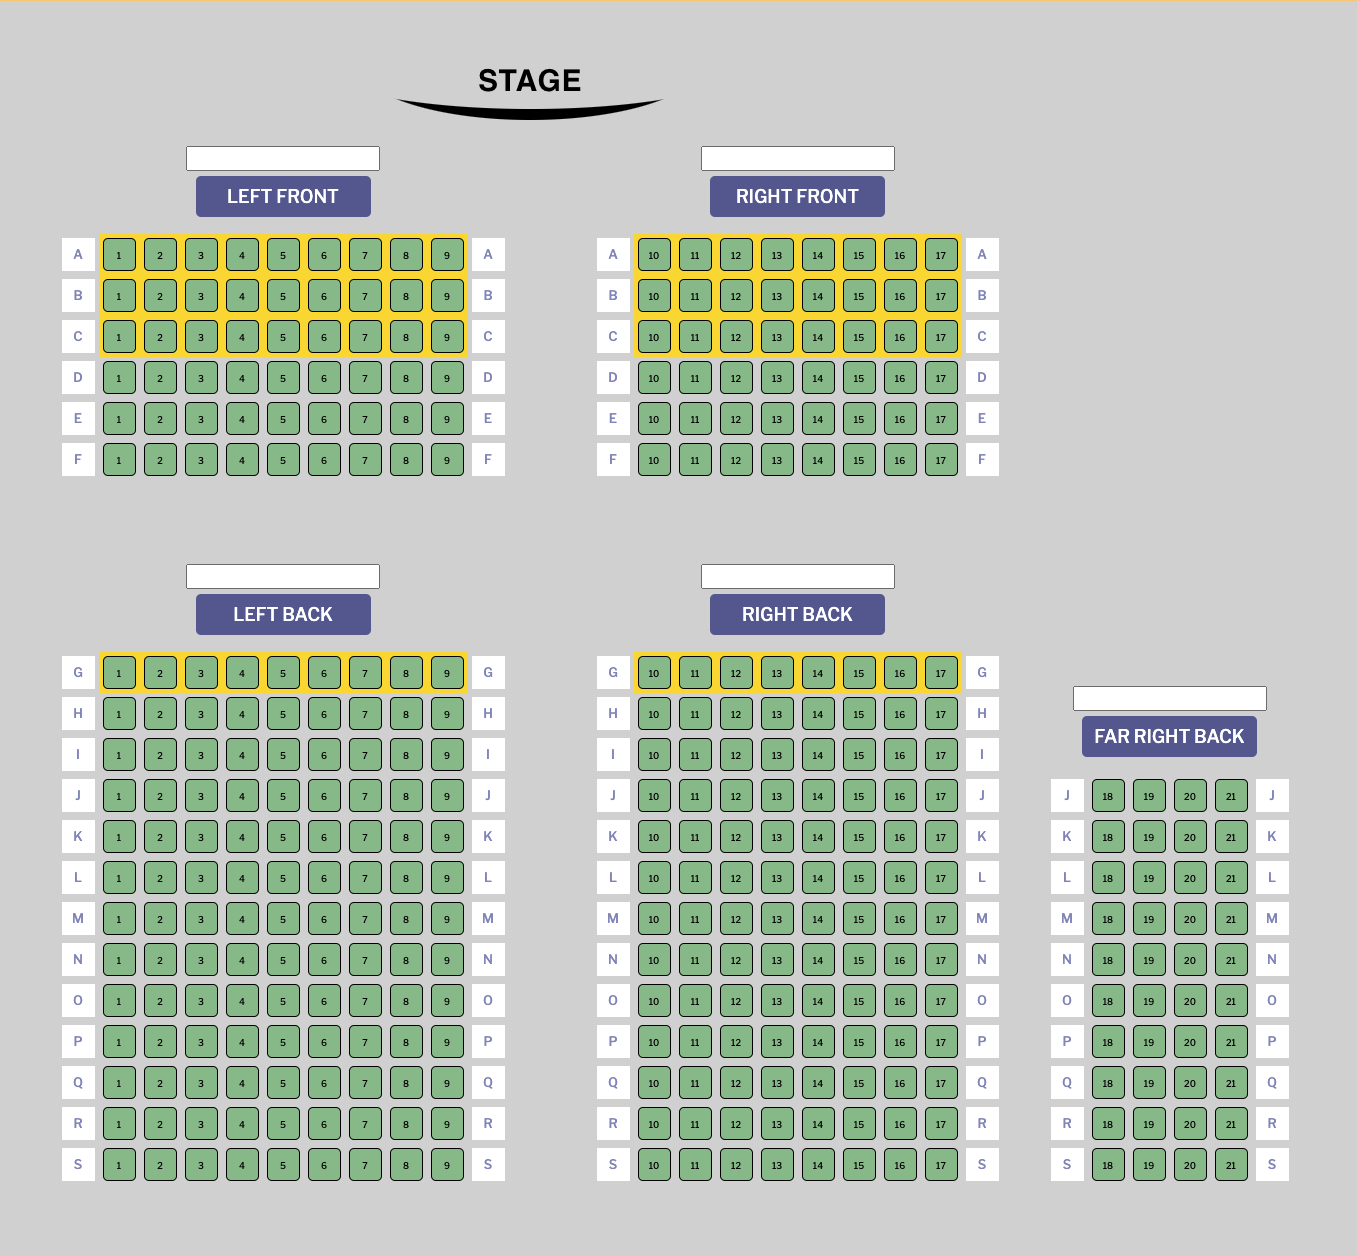 STAGE
LEFT FRONT RIGHT FRONT
A 1 2 3 4 5 6 7 8 9 A A 10 11 12 13 14 15 16 17 A
B 1 2 3 4 5 6 7 8 9 B B 10 11 12 13 14 15 16 17 B
C 1 2 3 4 5 6 7 8 9 C C 10 11 12 13 14 15 16 17 C
D 1 2 3 4 5 6 7 8 9 D D 10 11 12 13 14 15 16 17 D
E 1 2 3 4 5 6 7 8 9 E E 10 11 12 13 14 15 16 17 E
F 1 2 3 4 5 6 7 8 9 F F 10 11 12 13 14 15 16 17 F
LEFT BACK RIGHT BACK
G 1 2 3 4 5 6 7 8 9 G G 10 11 12 13 14 15 16 17 G
H 1 2 3 4 5 6 7 8 9 H H 10 11 12 13 14 15 16 17 H
FAR RIGHT BACK
I 1 2 3 4 5 6 7 8 9 I I 10 11 12 13 14 15 16 17 I
J 1 2 3 4 5 6 7 8 9 J J 10 11 12 13 14 15 16 17 J J 18 19 20 21 J
K 1 2 3 4 5 6 7 8 9 K K 10 11 12 13 14 15 16 17 K K 18 19 20 21 K
L 1 2 3 4 5 6 7 8 9 L L 10 11 12 13 14 15 16 17 L L 18 19 20 21 L
M 1 2 3 4 5 6 7 8 9 M M 10 11 12 13 14 15 16 17 M M 18 19 20 21 M
N 1 2 3 4 5 6 7 8 9 N N 10 11 12 13 14 15 16 17 N N 18 19 20 21 N
O 1 2 3 4 5 6 7 8 9 O O 10 11 12 13 14 15 16 17 O O 18 19 20 21 O
P 1 2 3 4 5 6 7 8 9 P P 10 11 12 13 14 15 16 17 P P 18 19 20 21 P
Q 1 2 3 4 5 6 7 8 9 Q Q 10 11 12 13 14 15 16 17 Q Q 18 19 20 21 Q
R 1 2 3 4 5 6 7 8 9 R R 10 11 12 13 14 15 16 17 R R 18 19 20 21 R
S 1 2 3 4 5 6 7 8 9 S S 10 11 12 13 14 15 16 17 S S 18 19 20 21 S